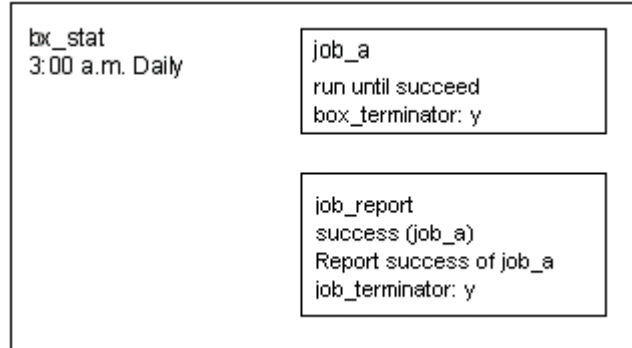 bx_stat
3:00 a.m. Daily
job_a
run until succeed
box_terminator: y
job_report
success (job_a)
Report success of job_a
job_terminator: y